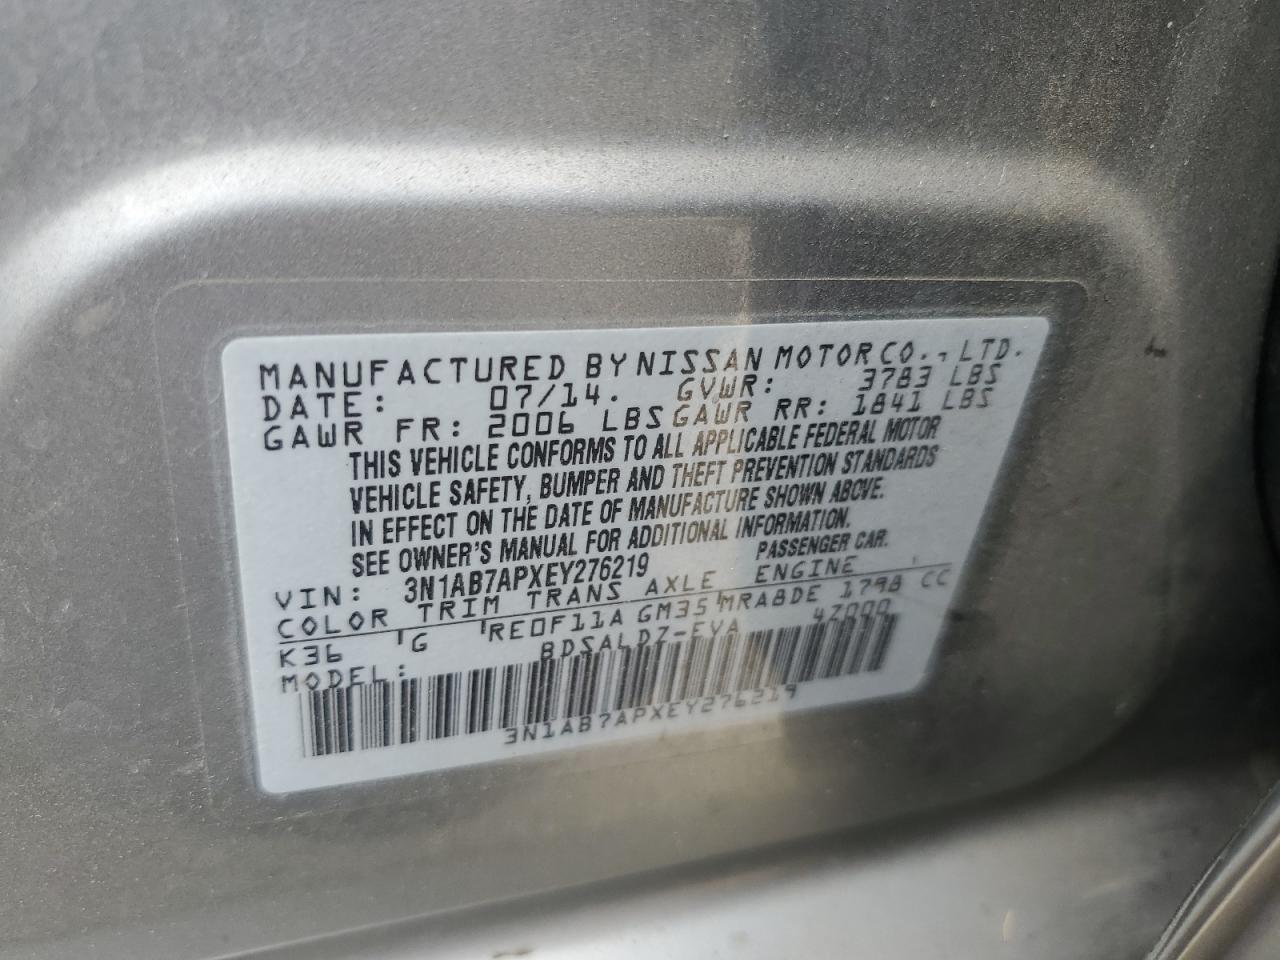 MANUFACTURED BY NISSAN MOTOR CO., LTD.
DATE: 07/14. GVWR: 3783 LBS
GAWR FR: 2006 LBS GAWR RR: 1841 LBS
THIS VEHICLE CONFORMS TO ALL APPLICABLE FEDERAL MOTOR
VEHICLE SAFETY, BUMPER AND THEFT PREVENTION STANDARDS
IN EFFECT ON THE DATE OF MANUFACTURE SHOWN ABOVE.
SEE OWNER'S MANUAL FOR ADDITIONAL INFORMATION.
VIN: 3N1AB7APXEY276219 PASSENGER CAR.
COLOR TRIM TRANS AXLE ENGINE
K36 G RE0F11A GM35 MRA8DE 1798 CC
MODEL: BDSALDZ-EVA 4Z000
3N1AB7APXEY276219